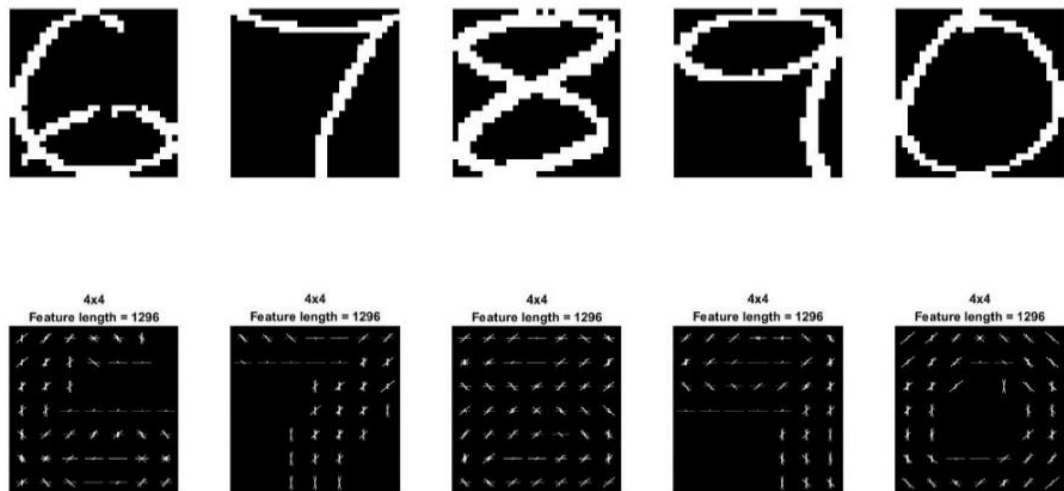 6 7 8 9 0
4x4 4x4 4x4 4x4 4x4
Feature length = 1296 Feature length = 1296 Feature length = 1296 Feature length = 1296 Feature length = 1296